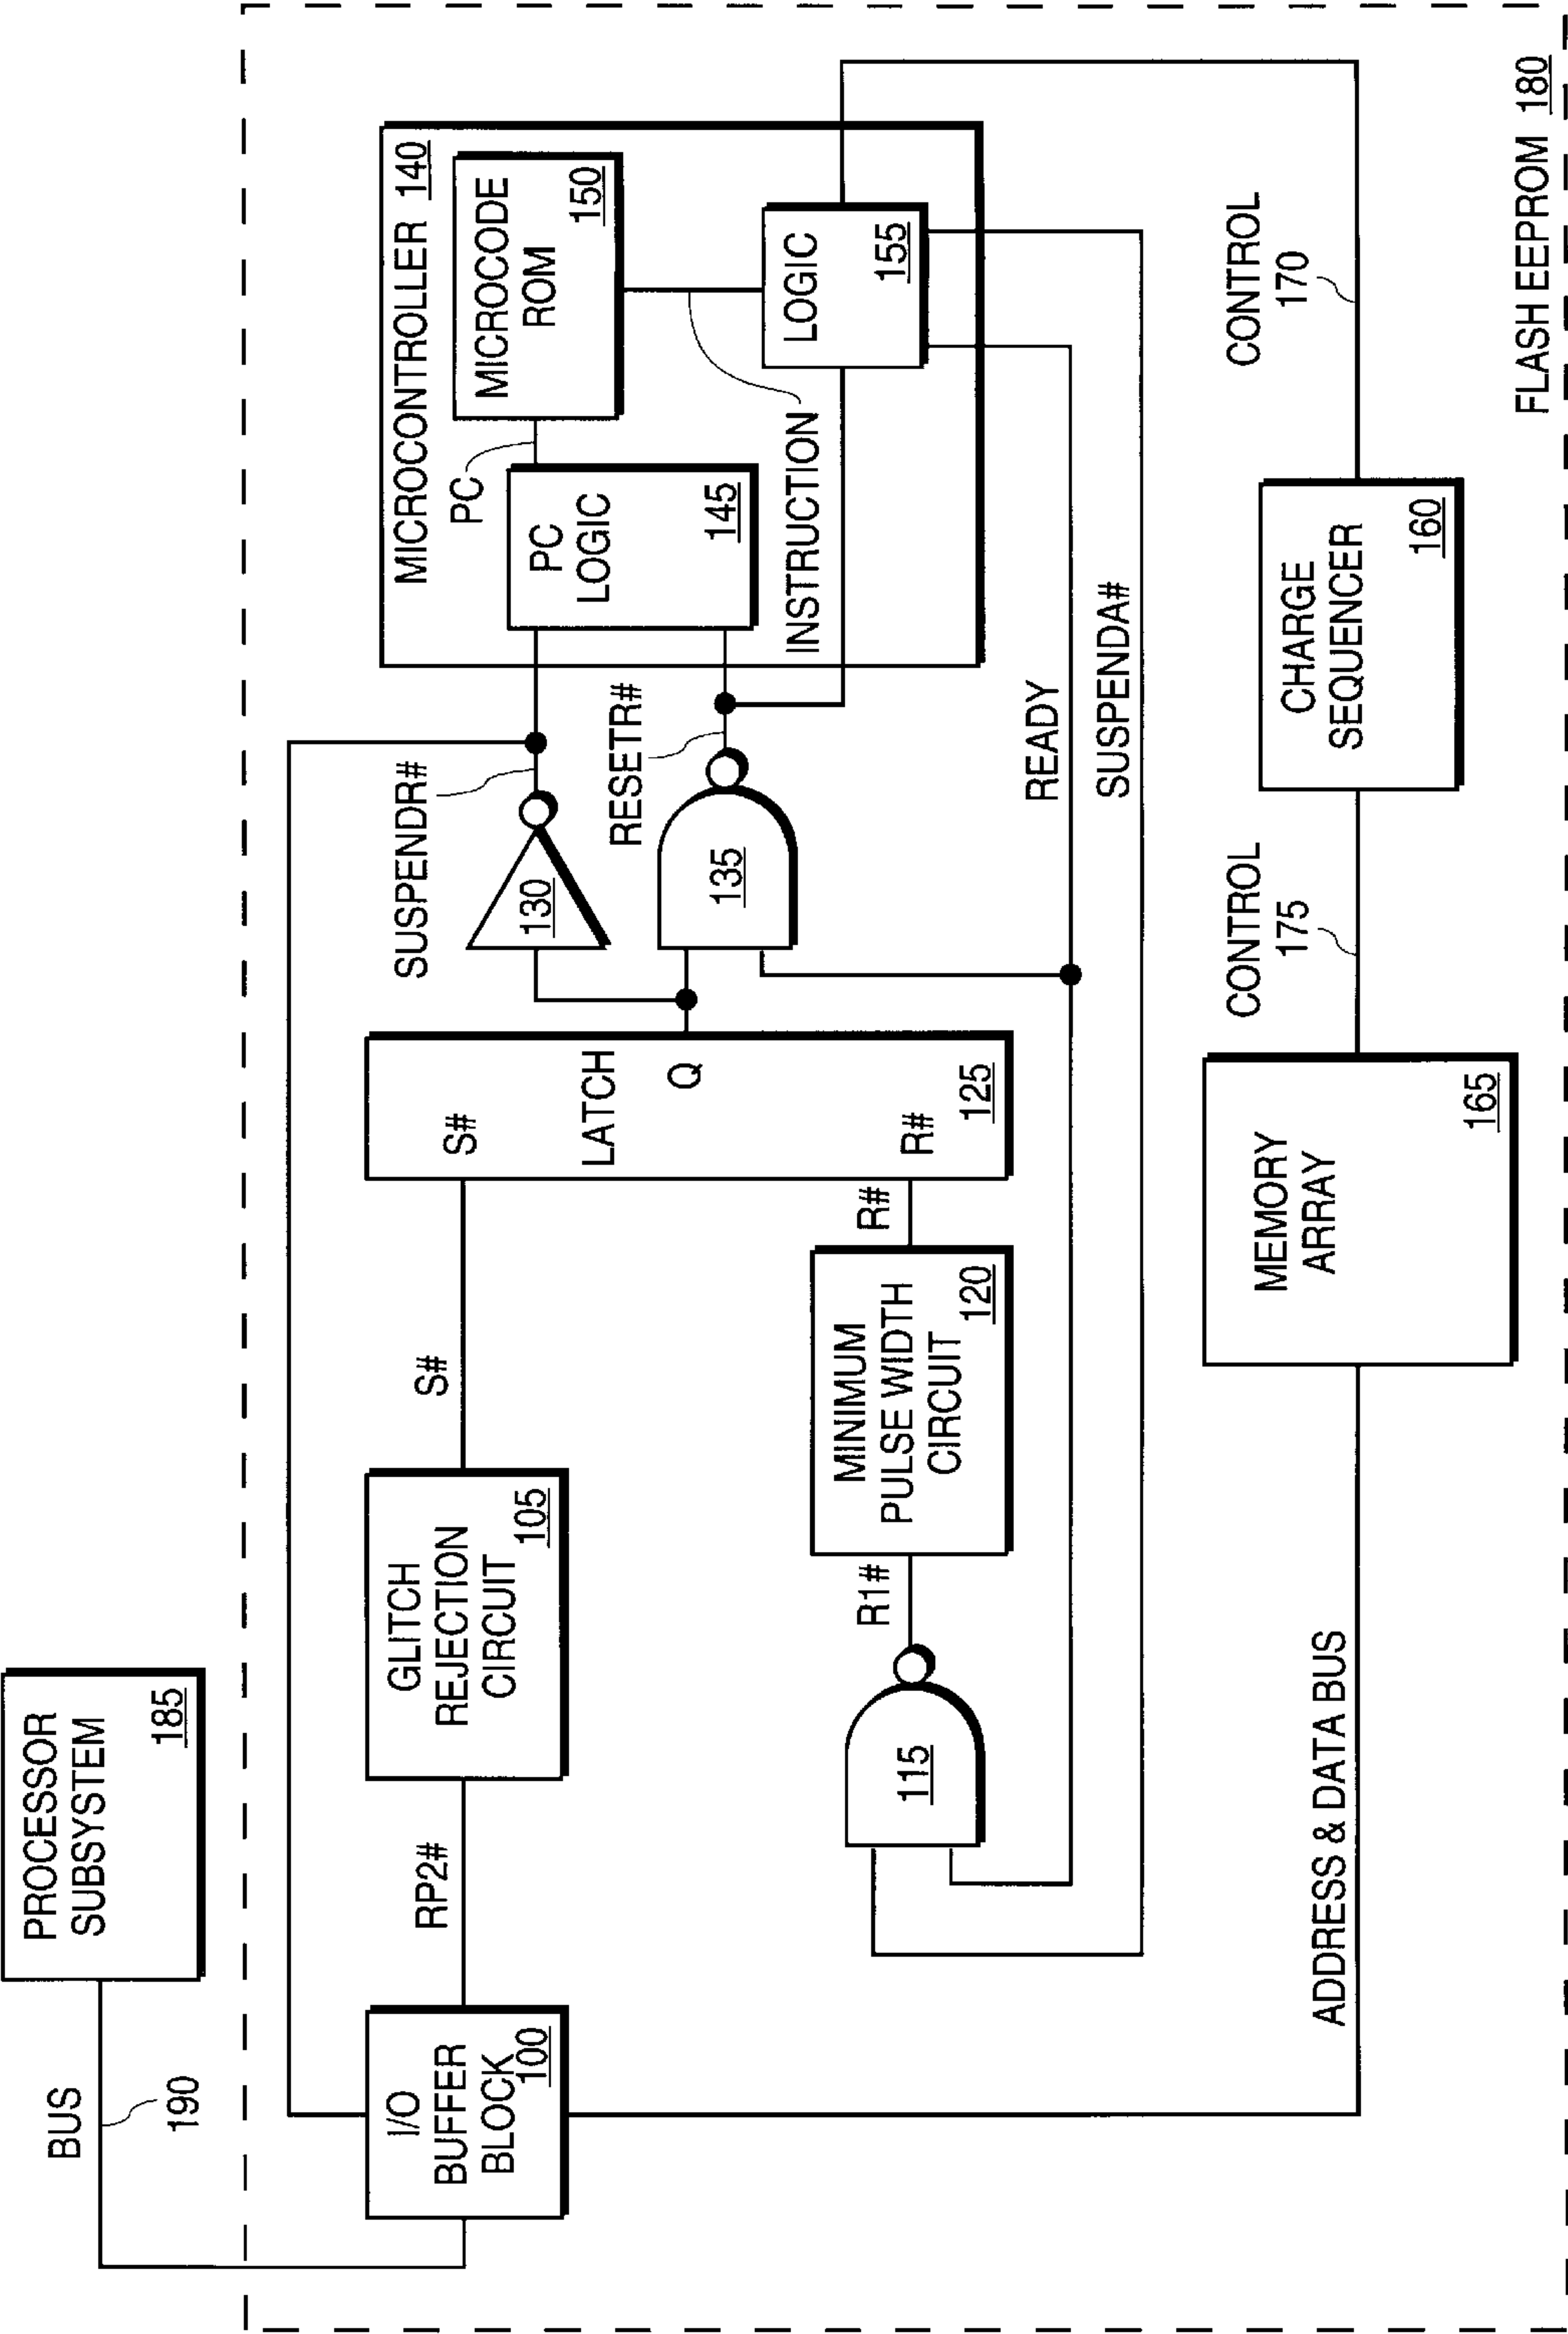 PROCESSOR
SUBSYSTEM
185
BUS
190
I/O
BUFFER
BLOCK
100
RP2#
GLITCH
REJECTION
CIRCUIT
105
S#
S#
LATCH
Q
R#
125
SUSPENDR#
130
RESETR#
135
MICROCONTROLLER 140
PC
LOGIC
145
PC
MICROCODE
ROM
150
INSTRUCTION
LOGIC
155
115
R1#
MINIMUM
PULSE WIDTH
CIRCUIT
120
R#
READY
SUSPENDA#
ADDRESS & DATA BUS
MEMORY
ARRAY
165
CONTROL
175
CHARGE
SEQUENCER
160
CONTROL
170
FLASH EEPROM 180